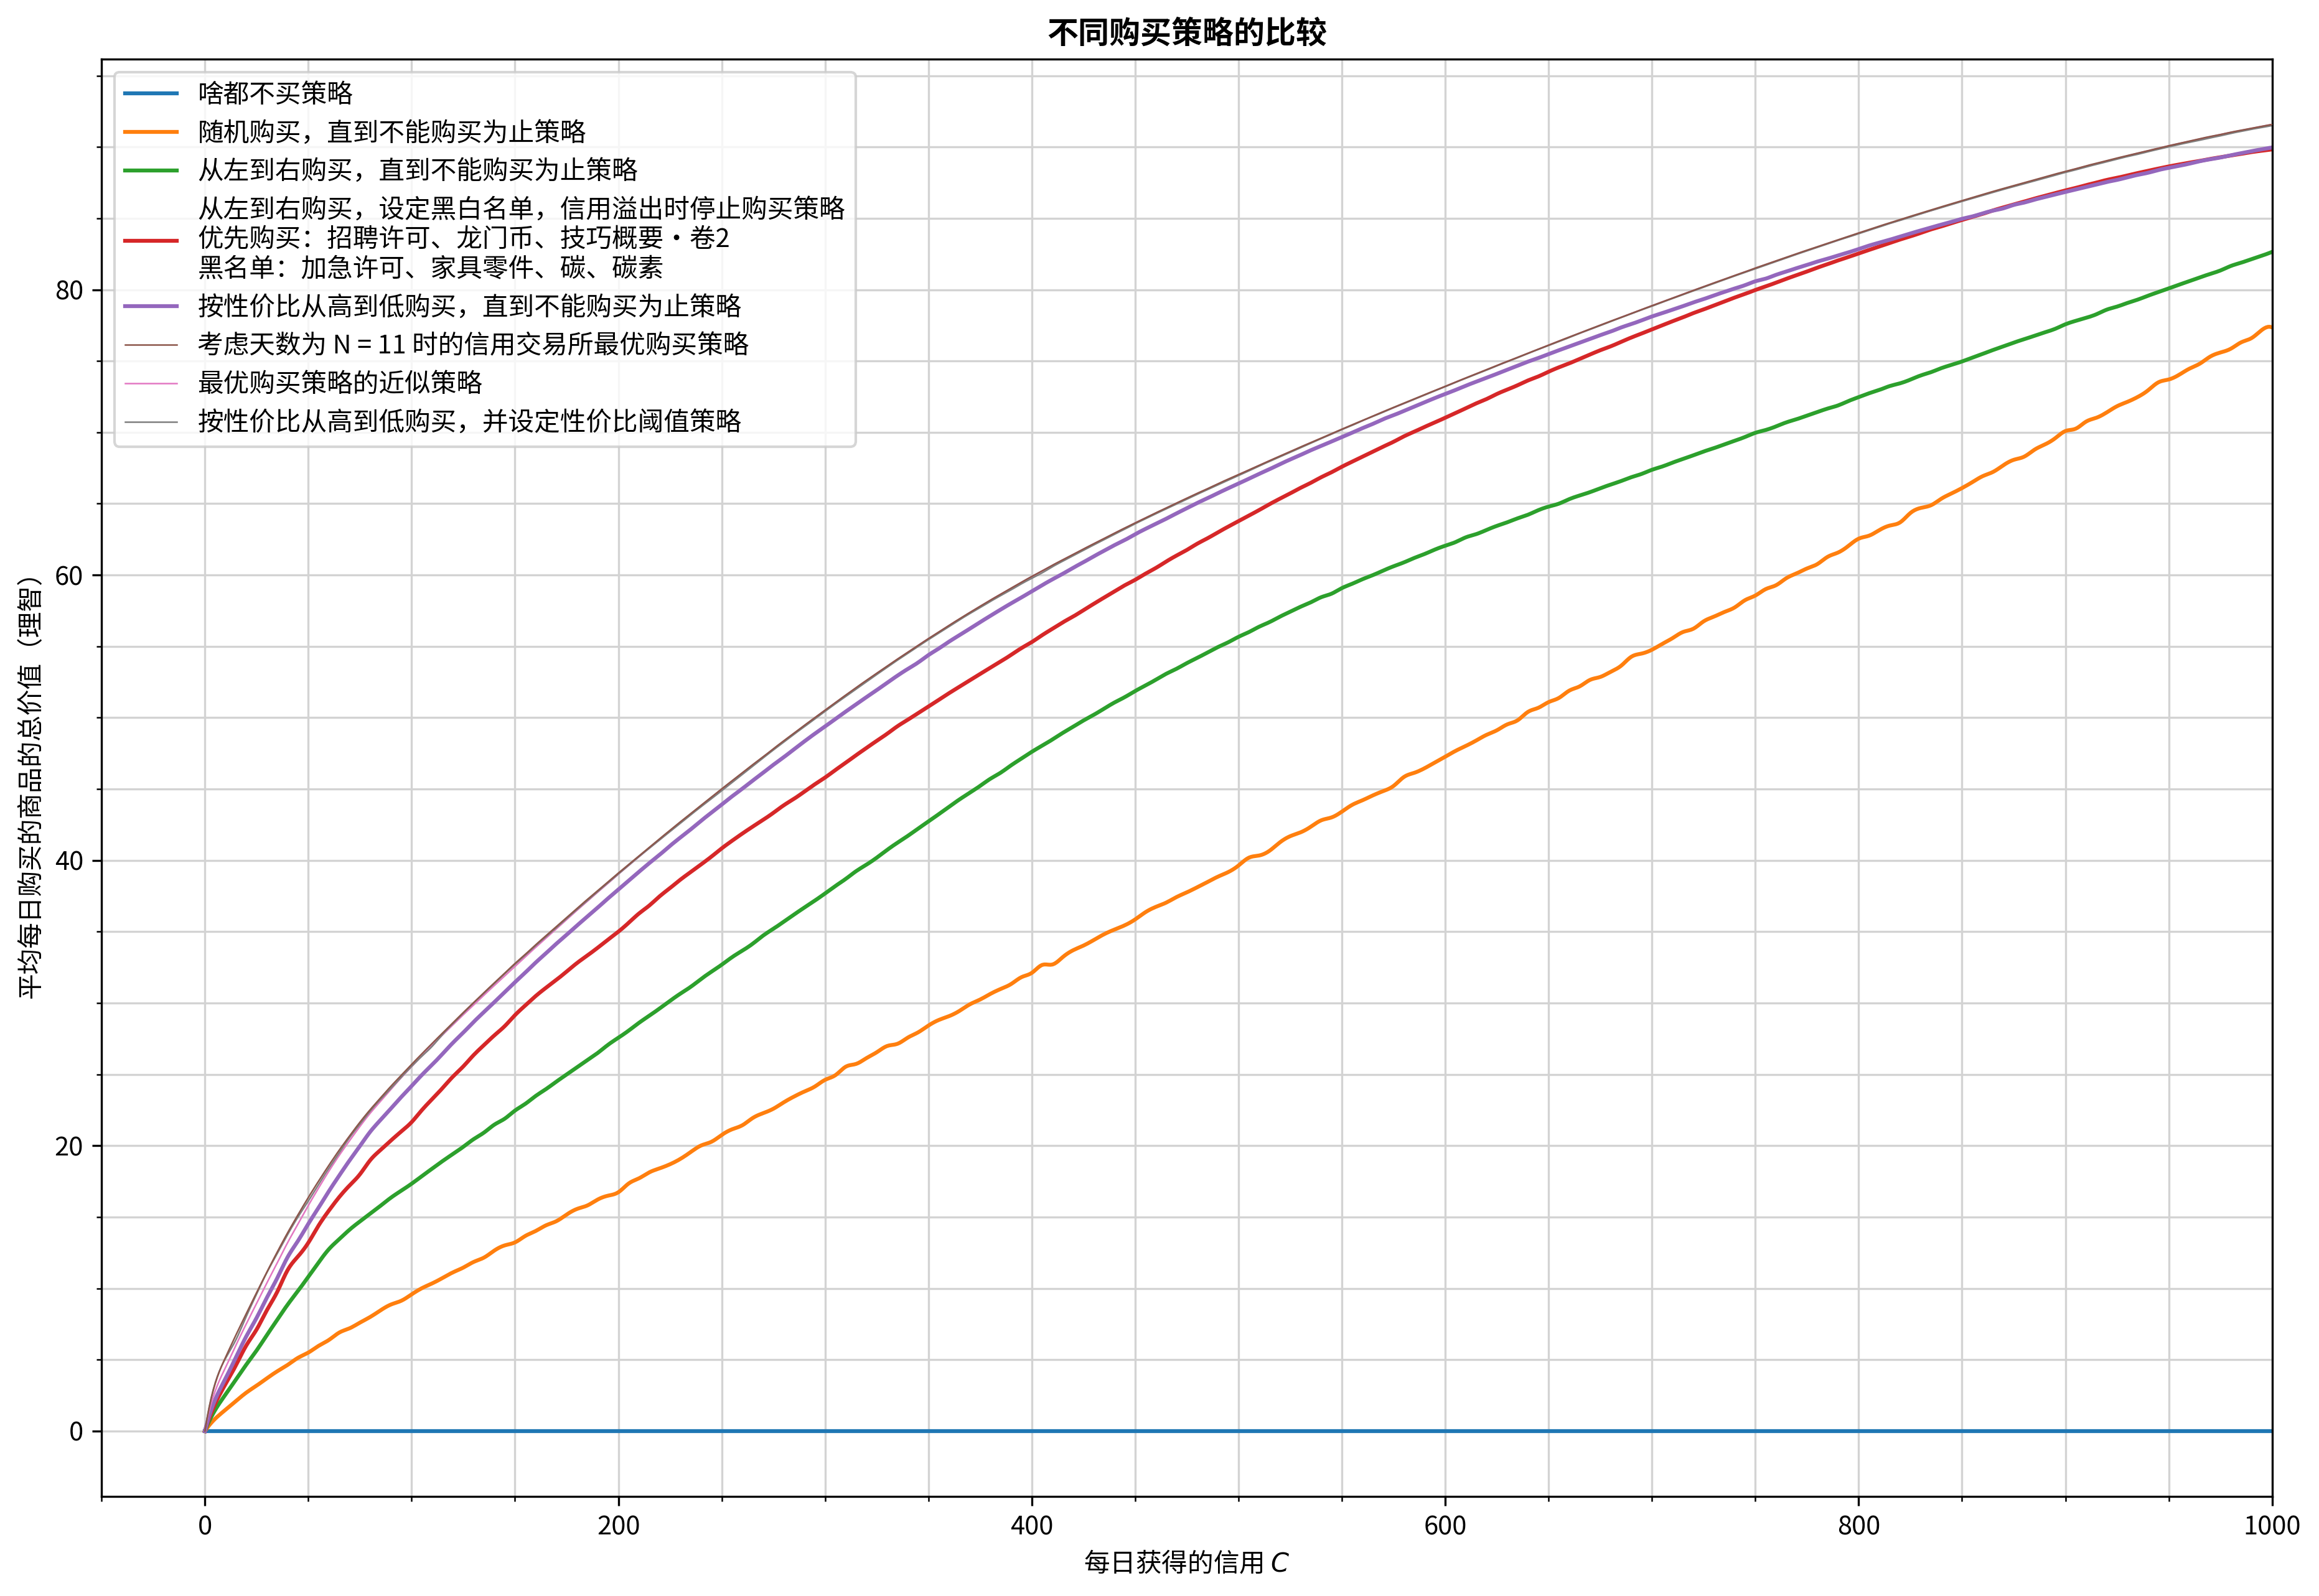 不同购买策略的比较
啥都不买策略
随机购买，直到不能购买为止策略
从左到右购买，直到不能购买为止策略
从左到右购买，设定黑白名单，信用溢出时停止购买策略
优先购买：招聘许可、龙门币、技巧概要·卷2
黑名单：加急许可、家具零件、碳、碳素
按性价比从高到低购买，直到不能购买为止策略
考虑天数为 N = 11 时的信用交易所最优购买策略
最优购买策略的近似策略
按性价比从高到低购买，并设定性价比阈值策略
平均每日购买的商品的总价值（理智）
80
60
40
20
0
0 200 400 600 800 1000
每日获得的信用 C